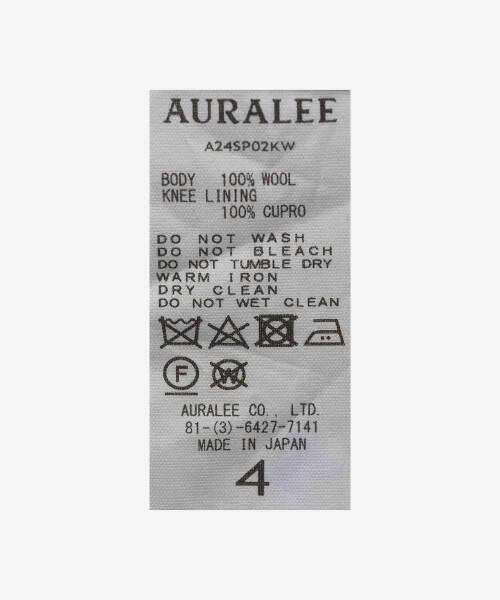 AURALEE
A24SP02KW
BODY 100% WOOL
KNEE LINING
100% CUPRO
DO NOT WASH
DO NOT BLEACH
DO NOT TUMBLE DRY
WARM IRON
DRY CLEAN
DO NOT WET CLEAN
F W
AURALEE CO., LTD.
81-(3)-6427-7141
MADE IN JAPAN
4